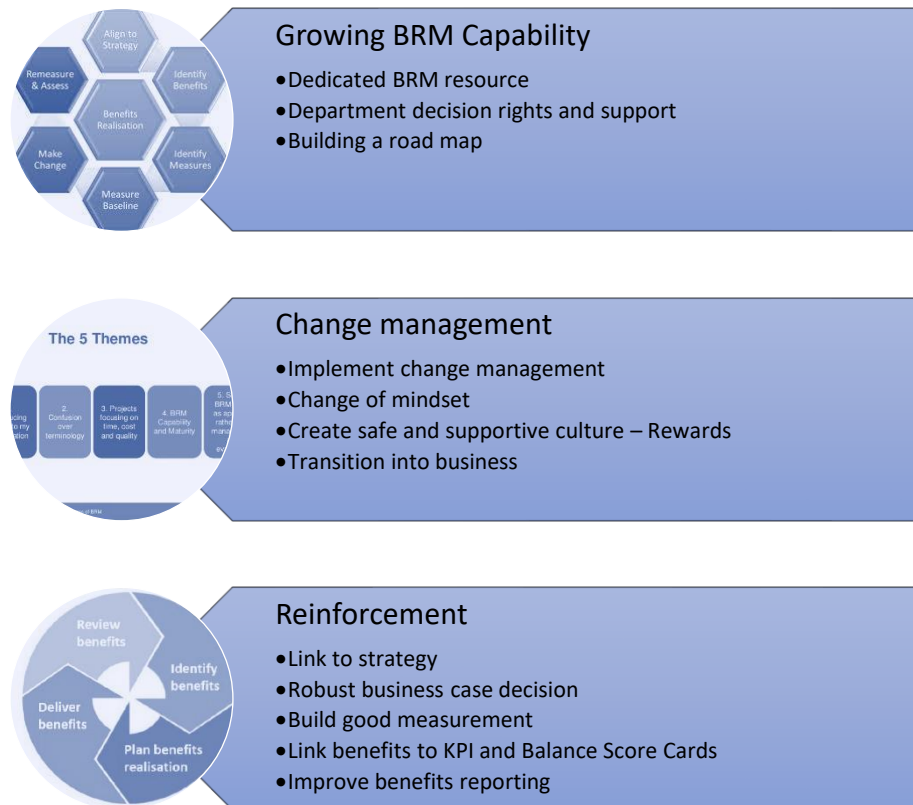 Growing BRM Capability
•Dedicated BRM resource
•Department decision rights and support
•Building a road map
Align to
Strategy
Remeasure
& Assess
Identify
Benefits
Benefits
Realisation
Make
Change
Identify
Measures
Measure
Baseline
Change management
•Implement change management
•Change of mindset
•Create safe and supportive culture – Rewards
•Transition into business
The 5 Themes
2.
Confusion
over
terminology
3. Projects
focusing on
time, cost
and quality
4. BRM
Capability
and Maturity
5.
BRM
of BRM
Reinforcement
•Link to strategy
•Robust business case decision
•Build good measurement
•Link benefits to KPI and Balance Score Cards
•Improve benefits reporting
Review
benefits
Identify
benefits
Deliver
benefits
Plan benefits
realisation